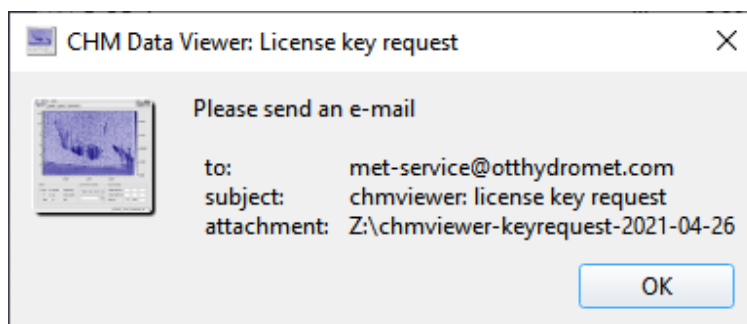 CHM Data Viewer: License key request
Please send an e-mail
to: met-service@otthydromet.com
subject: chmviewer: license key request
attachment: Z:\chmviewer-keyrequest-2021-04-26
OK